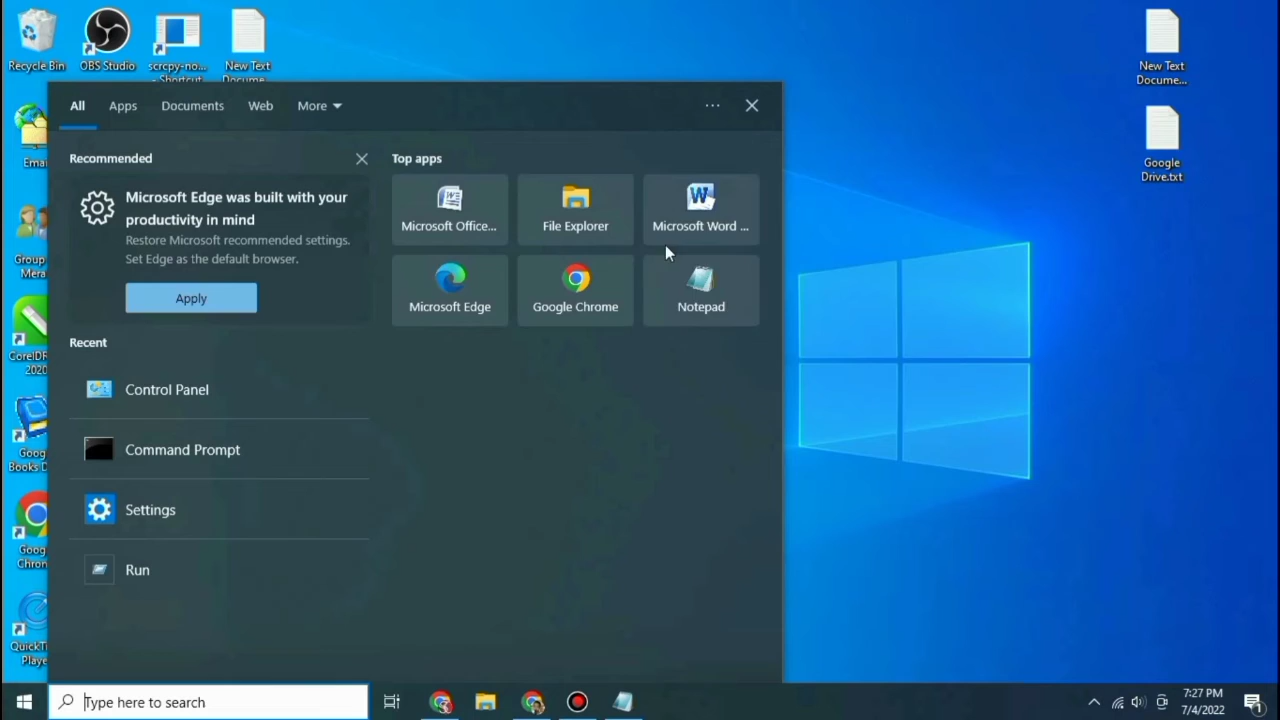 Recycle Bin
OBS Studio
scrcpy-no...
- Shortcut
New Text
Docume...
New Text
Docume...
Google
Drive.txt
Emai
Group
Mera
CorelDR
2020
Goog
Books D
Goog
Chron
QuickTi
Playe
All
Apps
Documents
Web
More
Recommended
Microsoft Edge was built with your
productivity in mind
Restore Microsoft recommended settings.
Set Edge as the default browser.
Apply
Top apps
Microsoft Office...
File Explorer
Microsoft Word ...
Microsoft Edge
Google Chrome
Notepad
Recent
Control Panel
Command Prompt
Settings
Run
Type here to search
7:27 PM
7/4/2022
1